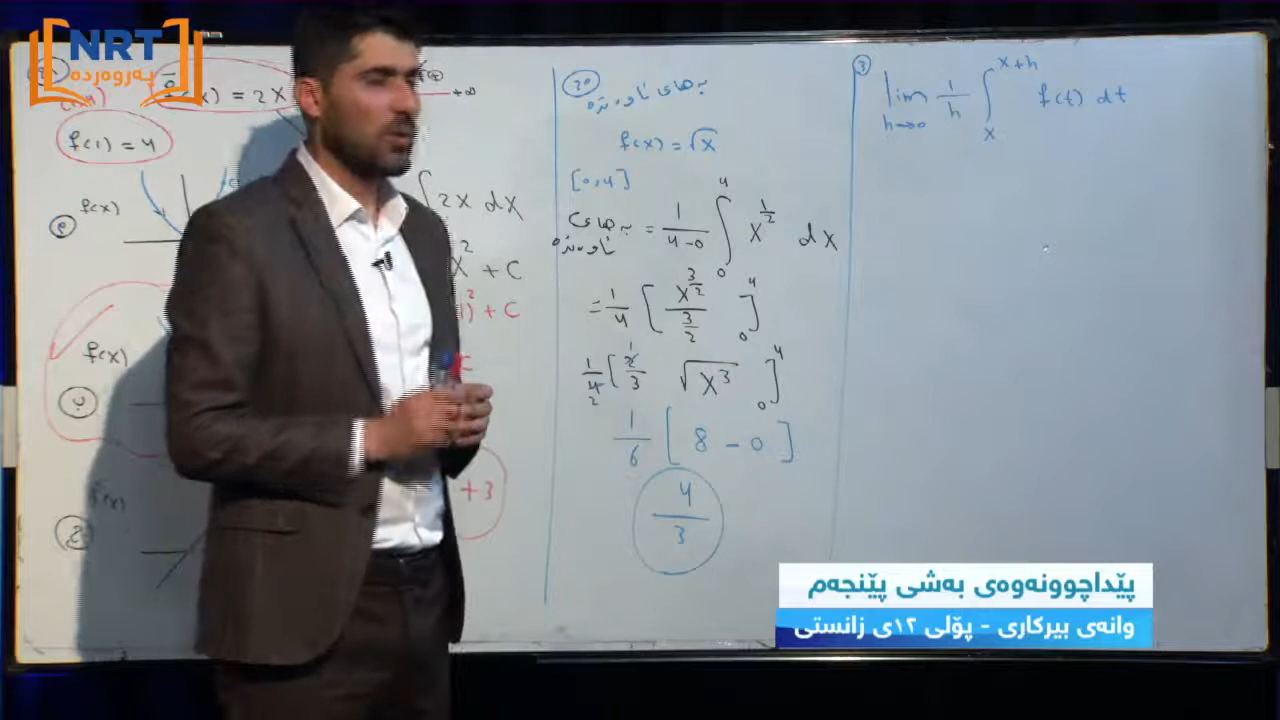 NRT
پەروەردە
= 2x
f(1) = 4
+∞
f(x)
∫ 2x dx
+ C
+ C
f(x)
+ 3
بەهای ناوەندە
f(x) = √x
[0,4]
بەهای ناوەندە = 1/(4-0) ∫₀⁴ x^(1/2) dx
= 1/4 [ x^(3/2) / (3/2) ]₀⁴
1/4 [ 2/3 √x³ ]₀⁴
1/6 [ 8 - 0 ]
4/3
3
lim h→0 1/h ∫ₓ^(x+h) f(t) dt
پێداچوونەوەی بەشی پێنجەم
وانەی بیرکاری - پۆلی ١٢ی زانستی